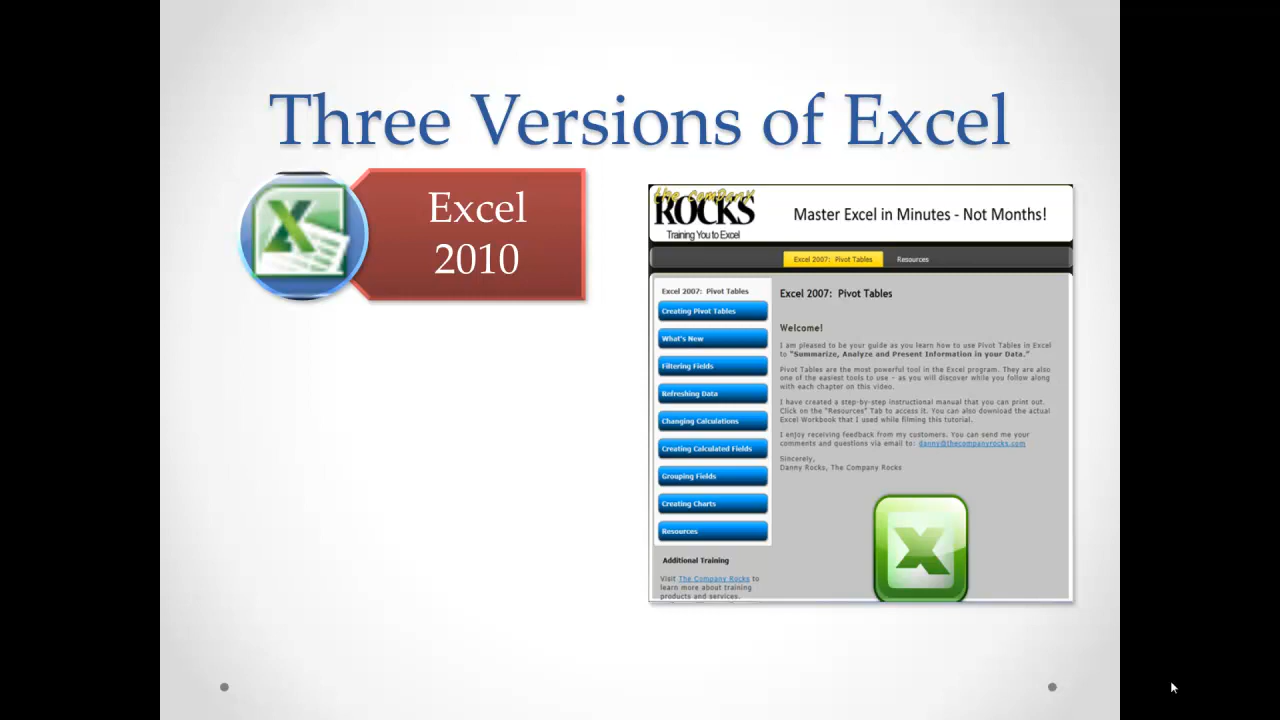 Three Versions of Excel
Excel
2010
the company
ROCKS
Training You to Excel
Master Excel in Minutes - Not Months!
Excel 2007: Pivot Tables
Resources
Excel 2007: Pivot Tables
Creating Pivot Tables
What's New
Filtering Fields
Refreshing Data
Changing Calculations
Creating Calculated Fields
Grouping Fields
Creating Charts
Resources
Additional Training
Visit The Company Rocks to
learn more about training
products and services.
Excel 2007: Pivot Tables
Welcome!
I am pleased to be your guide as you learn how to use Pivot Tables in Excel
to "Summarize, Analyze and Present Information in your Data."
Pivot Tables are the most powerful tool in the Excel program. They are also
one of the easiest tools to use - as you will discover while you follow along
with each chapter on this video.
I have created a step-by-step instructional manual that you can print out.
Click on the "Resources" Tab to access it. You can also download the actual
Excel Workbook that I used while filming this tutorial.
I enjoy receiving feedback from my customers. You can send me your
comments and questions via email to: danny@thecompanyrocks.com
Sincerely,
Danny Rocks, The Company Rocks